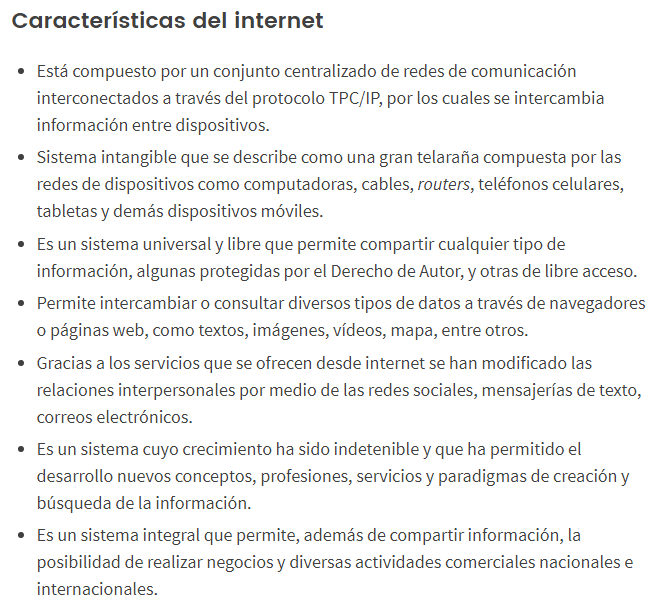 Características del internet
• Está compuesto por un conjunto centralizado de redes de comunicación
interconectados a través del protocolo TPC/IP, por los cuales se intercambia
información entre dispositivos.
• Sistema intangible que se describe como una gran telaraña compuesta por las
redes de dispositivos como computadoras, cables, routers, teléfonos celulares,
tabletas y demás dispositivos móviles.
• Es un sistema universal y libre que permite compartir cualquier tipo de
información, algunas protegidas por el Derecho de Autor, y otras de libre acceso.
• Permite intercambiar o consultar diversos tipos de datos a través de navegadores
o páginas web, como textos, imágenes, vídeos, mapa, entre otros.
• Gracias a los servicios que se ofrecen desde internet se han modificado las
relaciones interpersonales por medio de las redes sociales, mensajerías de texto,
correos electrónicos.
• Es un sistema cuyo crecimiento ha sido indetenible y que ha permitido el
desarrollo nuevos conceptos, profesiones, servicios y paradigmas de creación y
búsqueda de la información.
• Es un sistema integral que permite, además de compartir información, la
posibilidad de realizar negocios y diversas actividades comerciales nacionales e
internacionales.